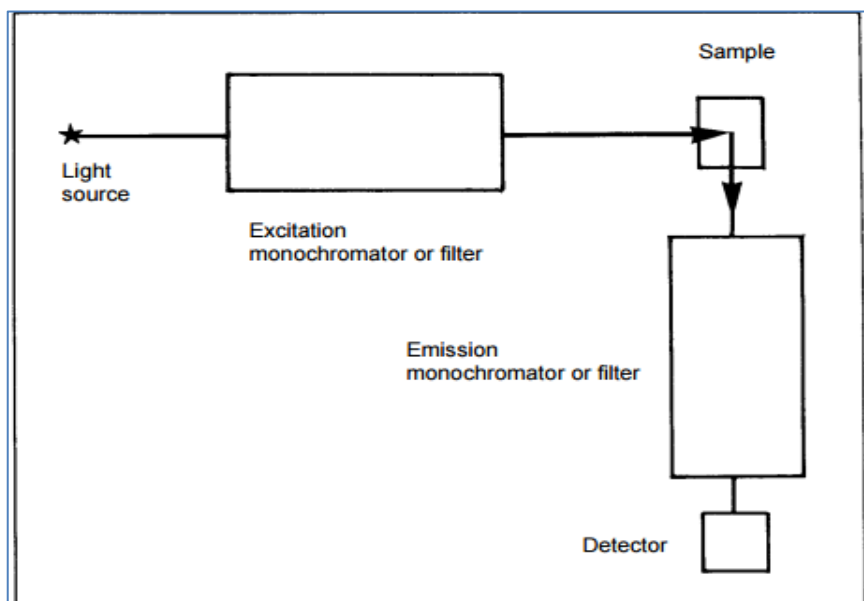 Sample
Light
source
Excitation
monochromator or filter
Emission
monochromator or filter
Detector